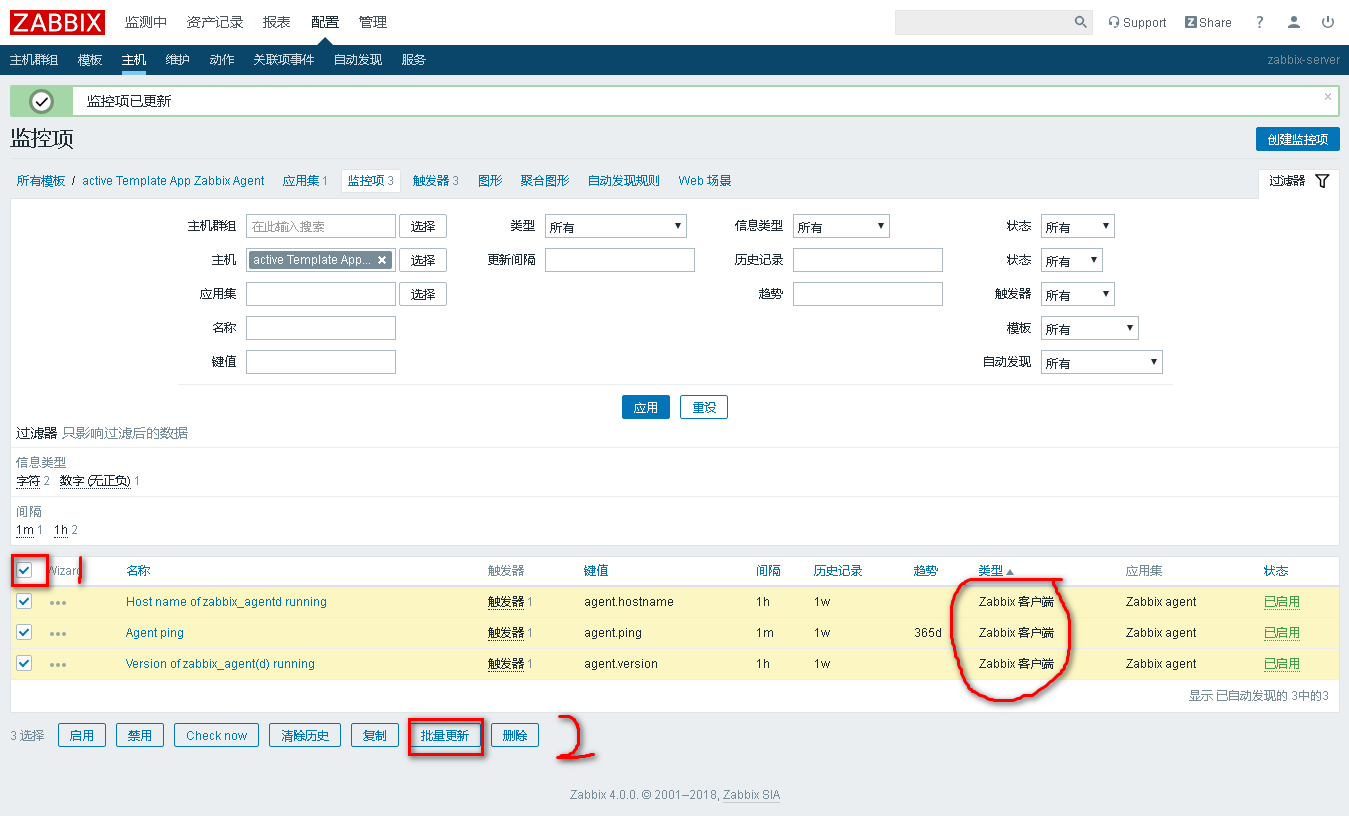 ZABBIX 监测中 资产记录 报表 配置 管理 Support Z Share ?
主机群组 模板 主机 维护 动作 关联项事件 自动发现 服务 zabbix-server
监控项已更新 ×
监控项 创建监控项
所有模板 / active Template App Zabbix Agent 应用集 1 监控项 3 触发器 3 图形 聚合图形 自动发现规则 Web 场景 过滤器
主机群组 在此输入搜索 选择 类型 所有 信息类型 所有 状态 所有
主机 active Template App... × 选择 更新间隔 历史记录 状态 所有
应用集 选择 趋势 触发器 所有
名称 模板 所有
键值 自动发现 所有
应用 重设
过滤器 只影响过滤后的数据
信息类型
字符 2 数字 (无正负) 1
间隔
1m 1 1h 2
Wizard 名称 触发器 键值 间隔 历史记录 趋势 类型 应用集 状态
Host name of zabbix_agentd running 触发器 1 agent.hostname 1h 1w Zabbix 客户端 Zabbix agent 已启用
Agent ping 触发器 1 agent.ping 1m 1w 365d Zabbix 客户端 Zabbix agent 已启用
Version of zabbix_agent(d) running 触发器 1 agent.version 1h 1w Zabbix 客户端 Zabbix agent 已启用
显示 已自动发现的 3中的3
3 选择 启用 禁用 Check now 清除历史 复制 批量更新 删除 2
Zabbix 4.0.0. © 2001–2018, Zabbix SIA